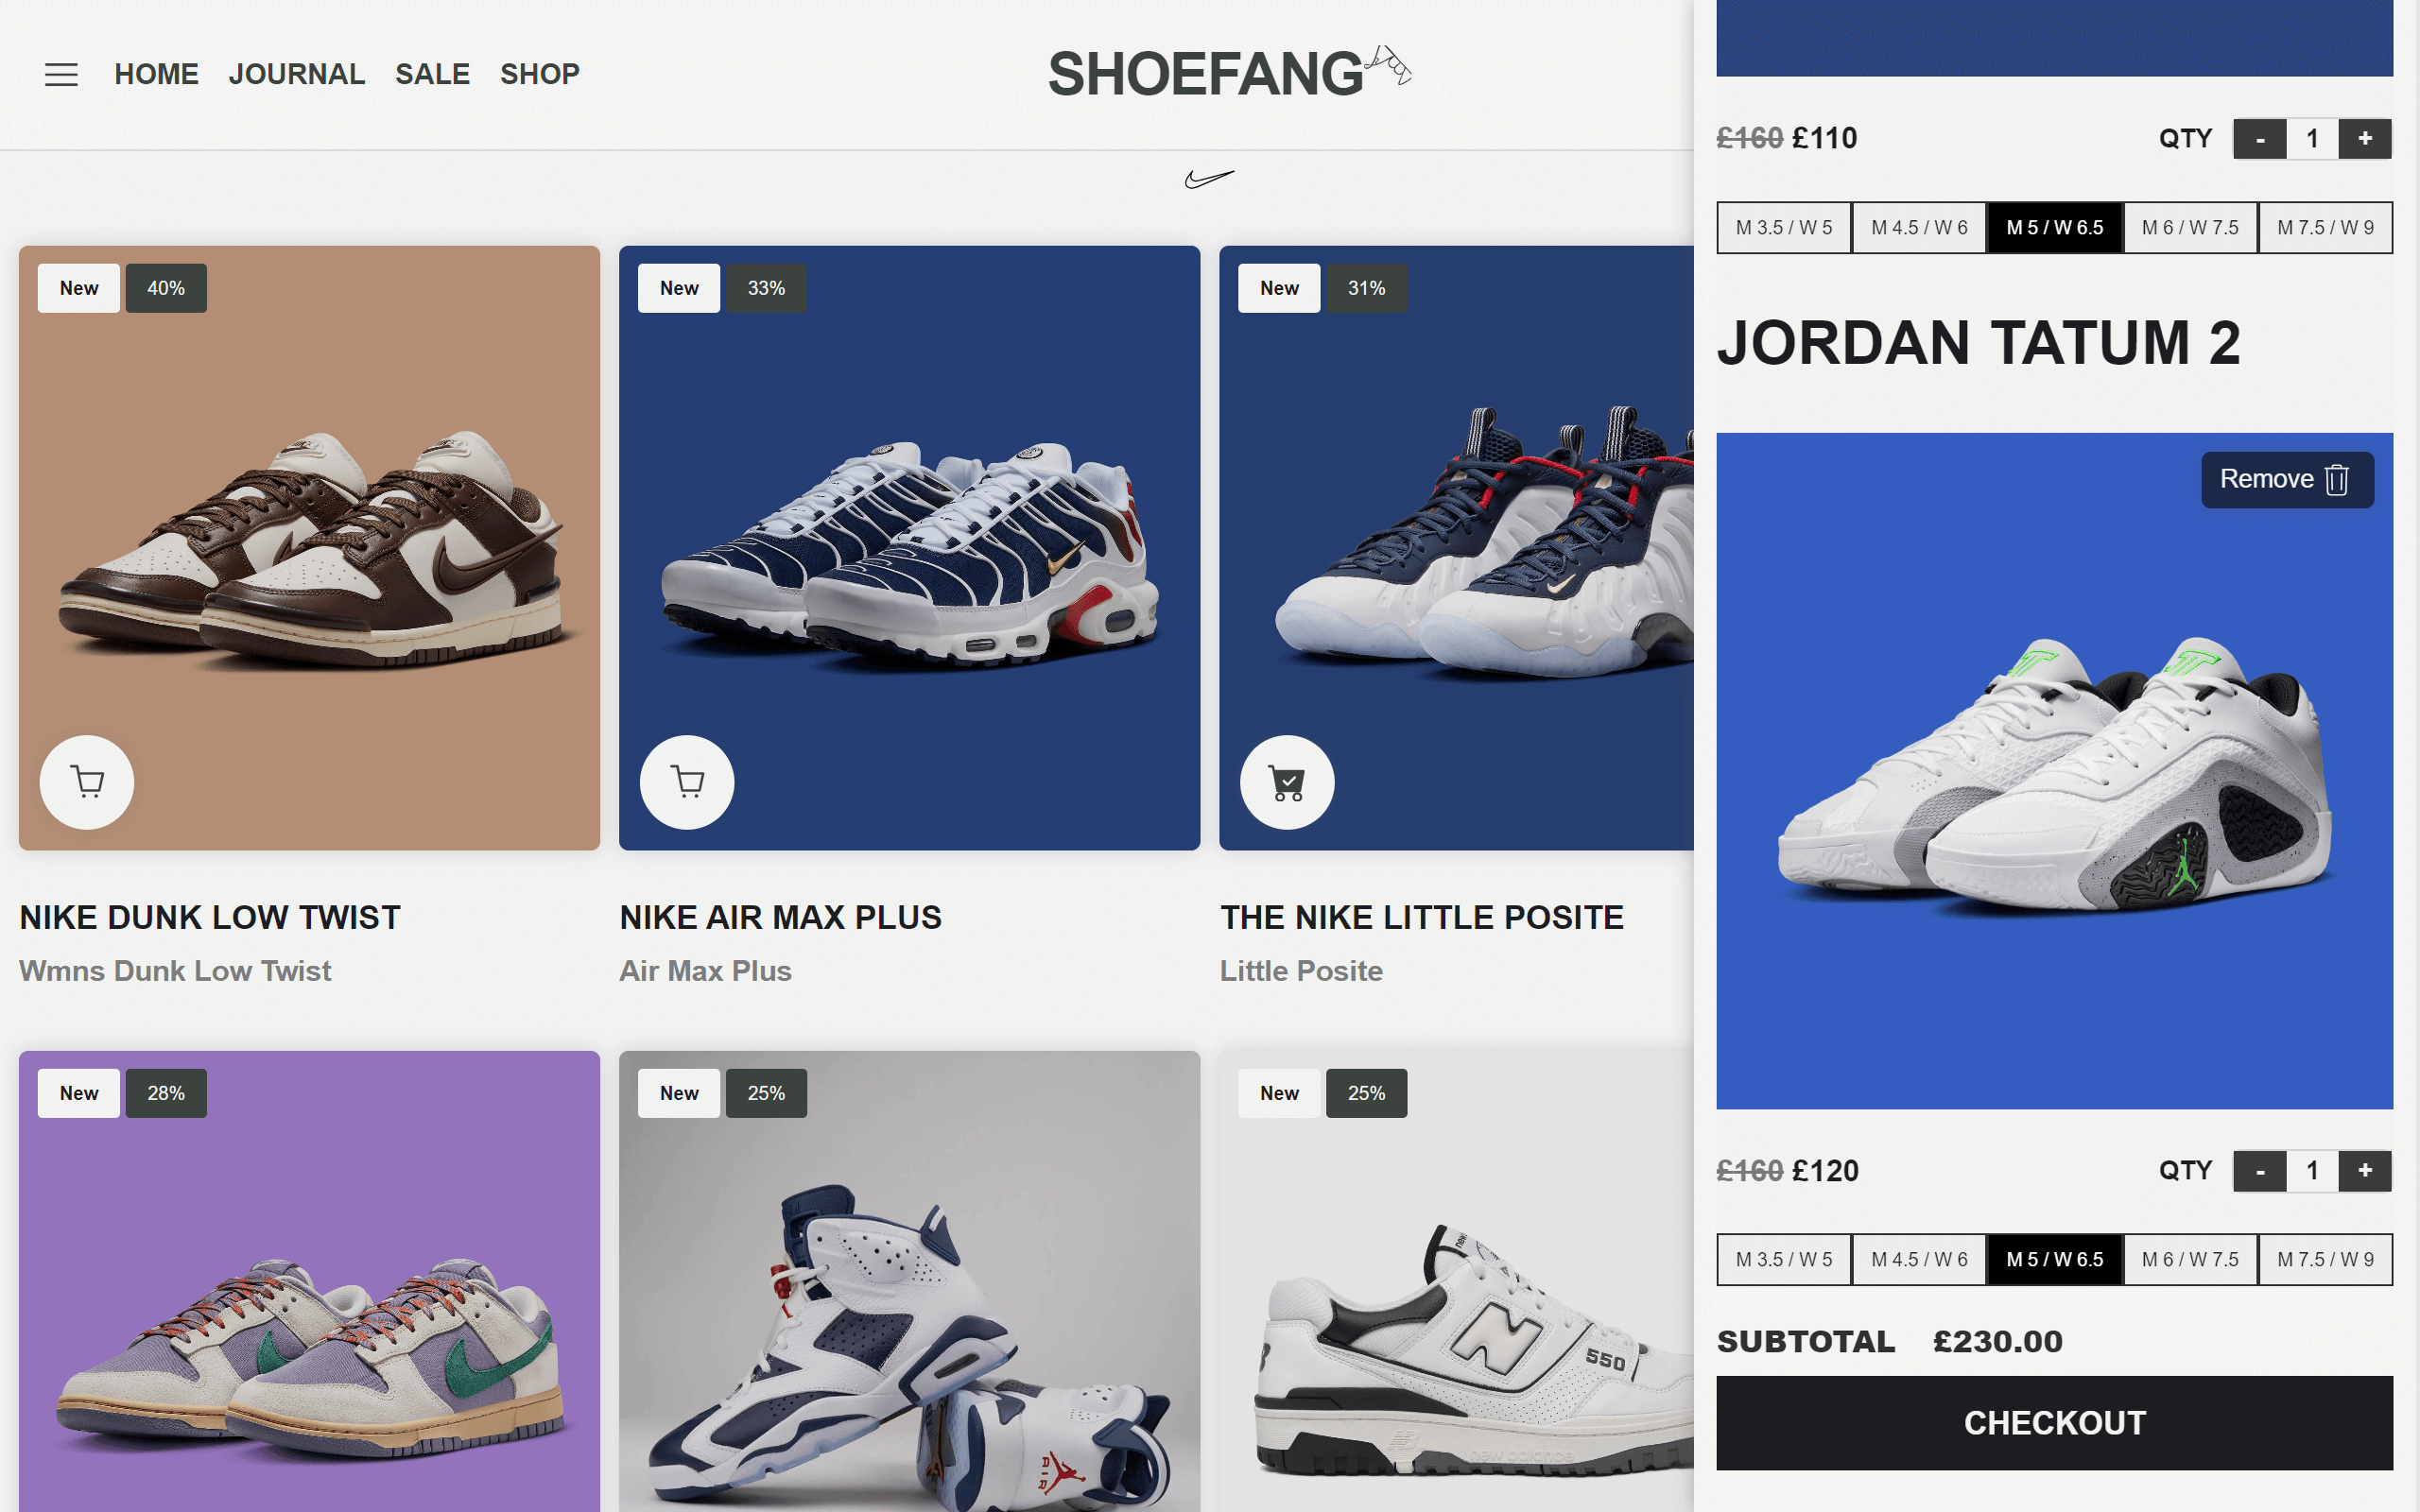 HOME JOURNAL SALE SHOP
SHOEFANG
New 40%
New 33%
New 31%
NIKE DUNK LOW TWIST
Wmns Dunk Low Twist
NIKE AIR MAX PLUS
Air Max Plus
THE NIKE LITTLE POSITE
Little Posite
New 28%
New 25%
New 25%
AIR
N
550
new balance
£160 £110
QTY - 1 +
M 3.5 / W 5 M 4.5 / W 6 M 5 / W 6.5 M 6 / W 7.5 M 7.5 / W 9
JORDAN TATUM 2
Remove
£160 £120
QTY - 1 +
M 3.5 / W 5 M 4.5 / W 6 M 5 / W 6.5 M 6 / W 7.5 M 7.5 / W 9
SUBTOTAL £230.00
CHECKOUT